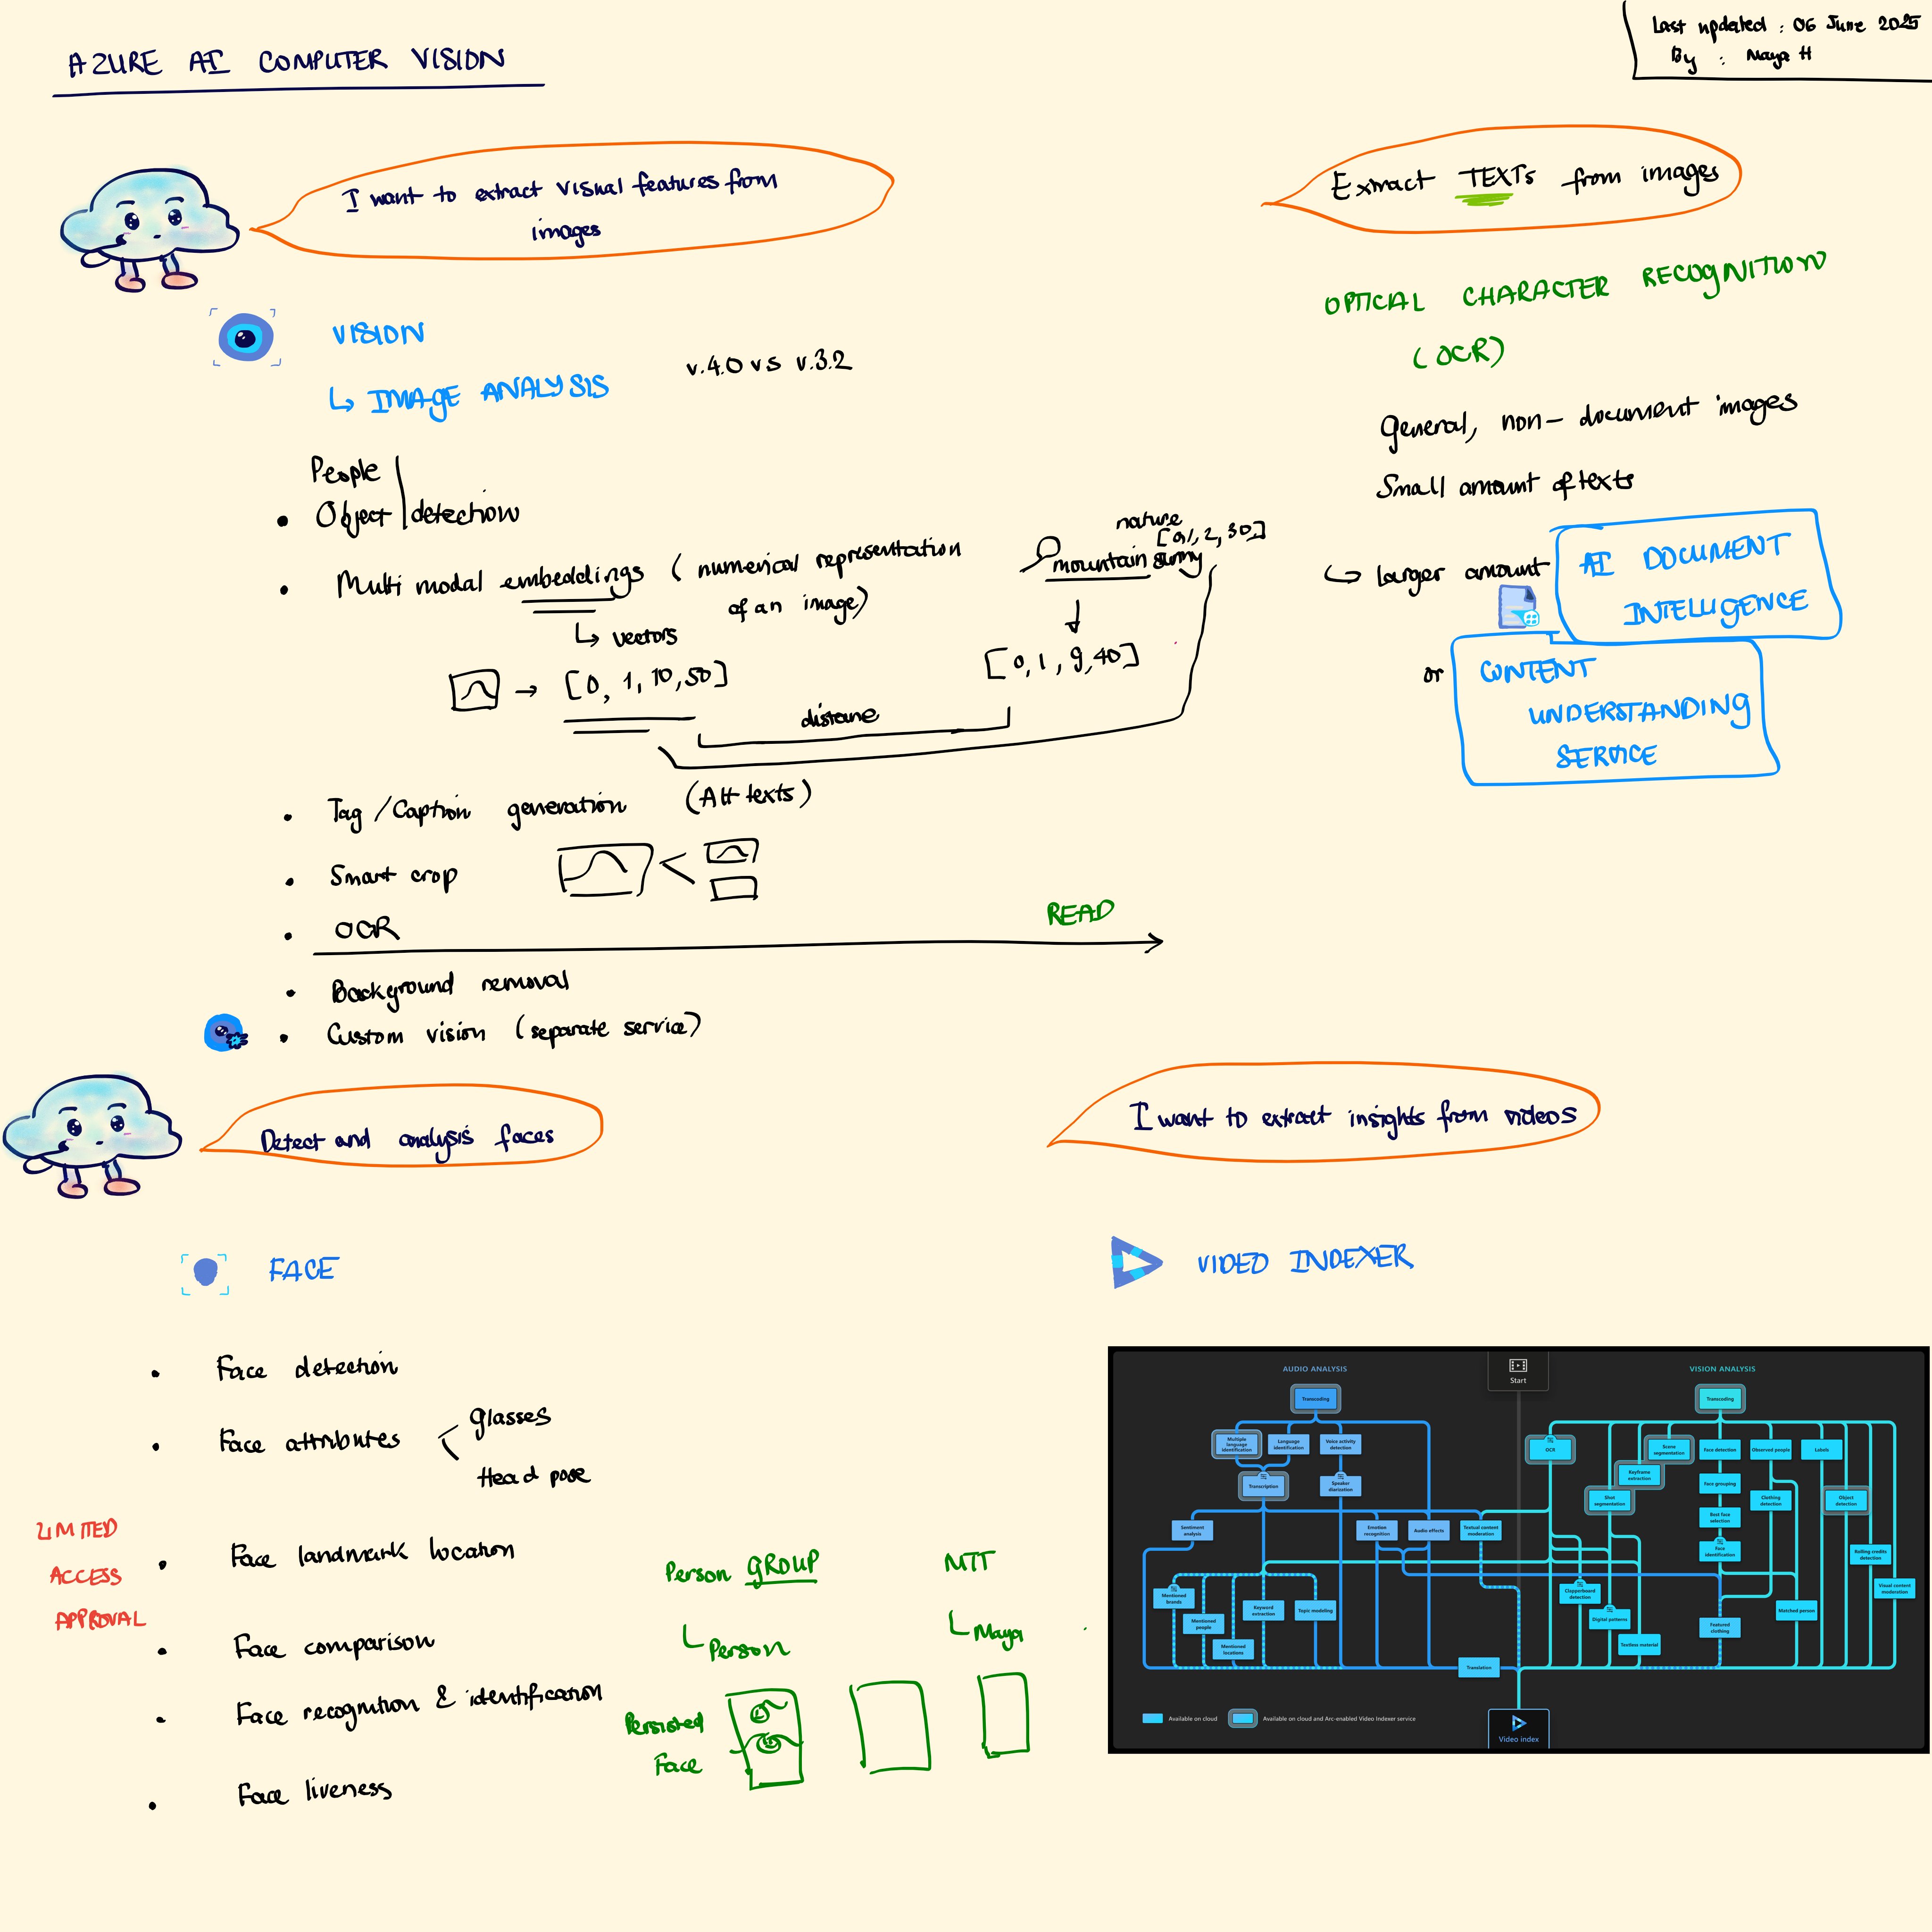 AZURE AI COMPUTER VISION
Last updated : 06 June 2025
By : Maya H
I want to extract visual features from
images
VISION
↳ IMAGE ANALYSIS
v.4.0 vs v.3.2
People
• Object detection
• Multi modal embeddings (numerical representation
of an image)
↳ vectors
→ [0, 1, 10, 50]
nature
[0,1, 2, 30,]
mountain sunny
[0, 1, 9, 40]
distane
• Tag / Caption generation (Alt texts)
• Smart crop
• OCR
READ
• Background removal
• Custom vision (separate service)
Extract TEXTs from images
OPTICAL CHARACTER RECOGNITION
(OCR)
General, non-document images
Small amount of texts
↳ larger amount
AI DOCUMENT
INTELLIGENCE
or
CONTENT
UNDERSTANDING
SERVICE
Detect and analysis faces
FACE
• Face detection
• Face attributes
glasses
Head pose
• Face landmark location
• Face comparison
• Face recognition & identification
• Face liveness
LIMITED
ACCESS
APPROVAL
Person GROUP
↳ Person
Persisted
Face
MTT
↳ Maya
I want to extract insights from videos
VIDEO INDEXER
AUDIO ANALYSIS
Start
VISION ANALYSIS
Transcoding
Transcoding
Multiple
language
identification
Language
identification
Voice activity
detection
OCR
Scene
segmentation
Face detection
Observed people
Labels
Keyframe
extraction
Transcription
Speaker
diarization
Face grouping
Shot
segmentation
Clothing
detection
Object
detection
Best face
selection
Sentiment
analysis
Emotion
recognition
Audio effects
Textual content
moderation
Face
identification
Rolling credits
detection
Visual content
moderation
Mentioned
brands
Clapperboard
detection
Keyword
extraction
Topic modeling
Matched person
Mentioned
people
Digital patterns
Featured
clothing
Mentioned
locations
Textless material
Translation
Available on cloud
Available on cloud and Arc-enabled Video Indexer service
Video index